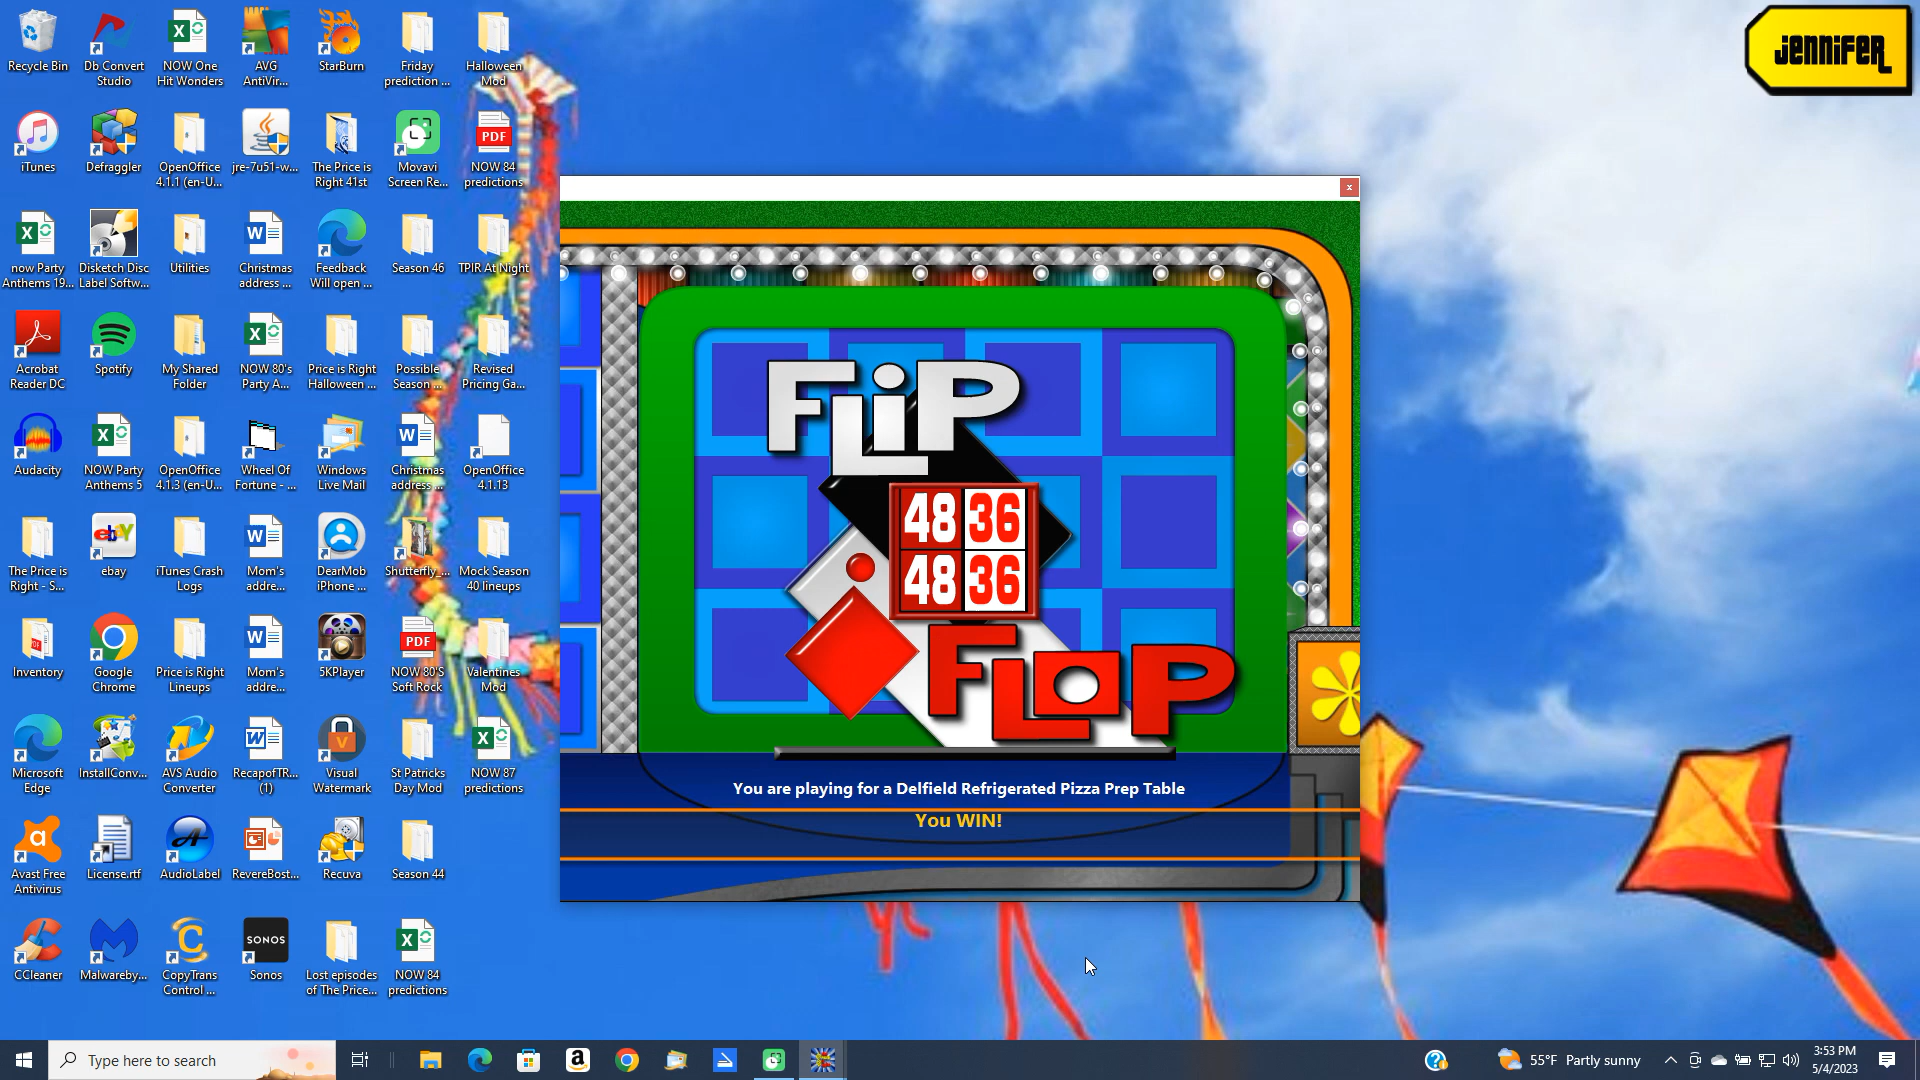 Recycle Bin
Db Convert
Studio
NOW One
Hit Wonders
AVG
AntiVir...
StarBurn
Friday
prediction ...
Halloween
Mod
JENNiFER
iTunes
Defraggler
OpenOffice
4.1.1 (en-U...
jre-7u51-w...
The Price is
Right 41st
Movavi
Screen Re...
PDF
NOW 84
predictions
x
now Party
Anthems 19...
Disketch Disc
Label Softw...
Utilities
Christmas
address ...
Feedback
Will open ...
Season 46
TPIR At Night
Acrobat
Reader DC
Spotify
My Shared
Folder
NOW 80's
Party A...
Price is Right
Halloween ...
Possible
Season ...
Revised
Pricing Ga...
Audacity
NOW Party
Anthems 5
OpenOffice
4.1.3 (en-U...
Wheel Of
Fortune - ...
Windows
Live Mail
Christmas
address ...
OpenOffice
4.1.13
FLiP
48 36
48 36
FLOP
The Price is
Right - S...
ebay
ebay
iTunes Crash
Logs
Mom's
addre...
DearMob
iPhone ...
Shutterfly_...
Mock Season
40 lineups
Inventory
Google
Chrome
Price is Right
Lineups
Mom's
addre...
5KPlayer
PDF
NOW 80'S
Soft Rock
Valentines
Mod
Microsoft
Edge
InstallConv...
AVS Audio
Converter
RecapofTR...
(1)
Visual
Watermark
St Patricks
Day Mod
NOW 87
predictions
You are playing for a Delfield Refrigerated Pizza Prep Table
You WIN!
Avast Free
Antivirus
License.rtf
AudioLabel
RevereBost...
Recuva
Season 44
CCleaner
Malwareby...
CopyTrans
Control ...
SONOS
Sonos
Lost episodes
of The Price...
NOW 84
predictions
Type here to search
55°F Partly sunny
3:53 PM
5/4/2023